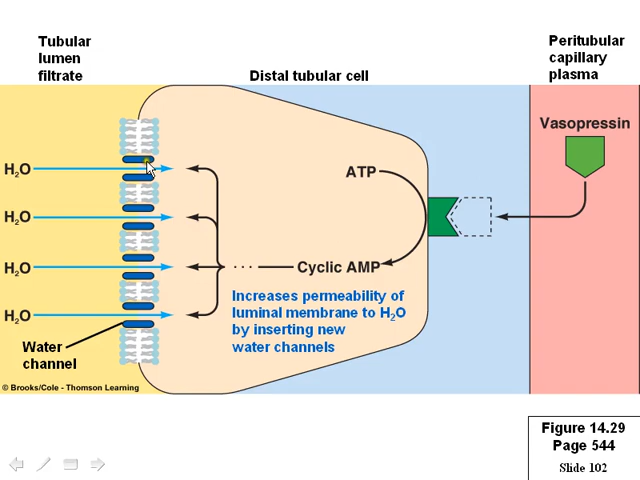 Tubular
lumen
filtrate
Distal tubular cell
Peritubular
capillary
plasma
Vasopressin
H₂O
ATP
H₂O
H₂O
Cyclic AMP
Increases permeability of
luminal membrane to H₂O
by inserting new
water channels
H₂O
Water
channel
© Brooks/Cole - Thomson Learning
Figure 14.29
Page 544
Slide 102